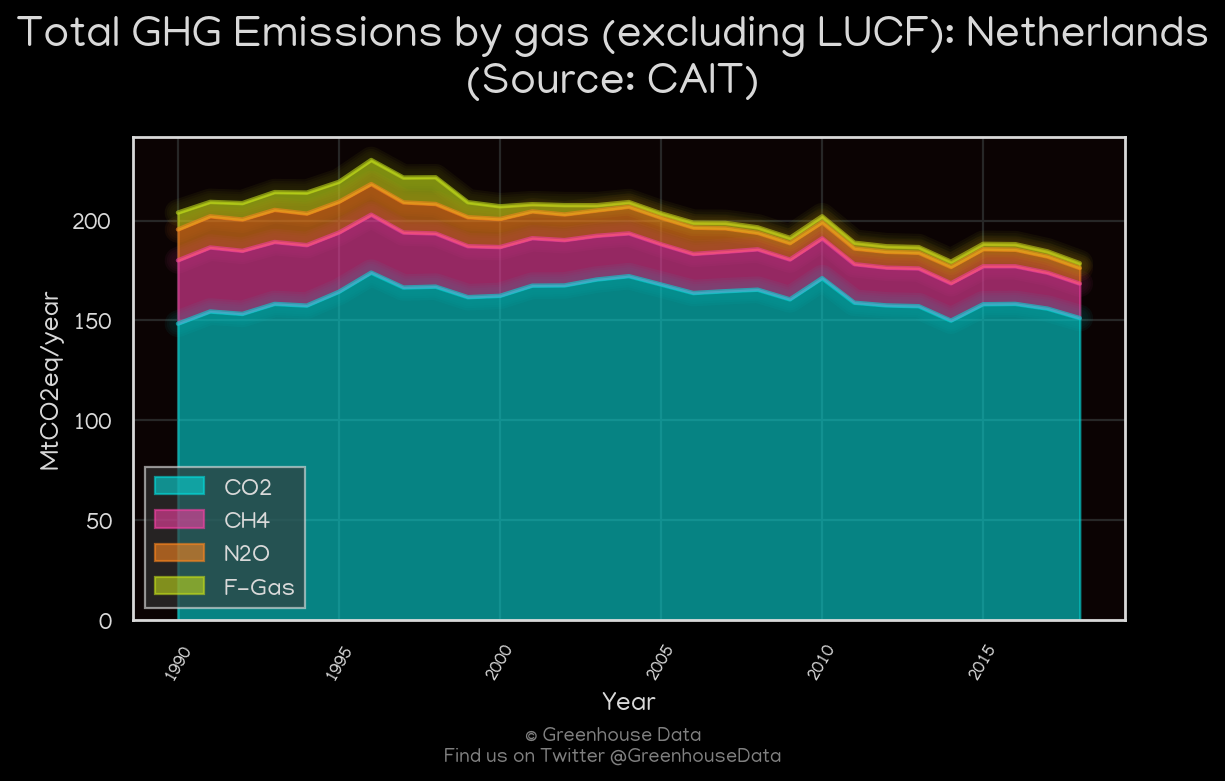 Total GHG Emissions by gas (excluding LUCF): Netherlands
(Source: CAIT)
MtCO2eq/year
200
150
100
50
0
CO2
CH4
N2O
F-Gas
1990
1995
2000
2005
2010
2015
Year
© Greenhouse Data
Find us on Twitter @GreenhouseData